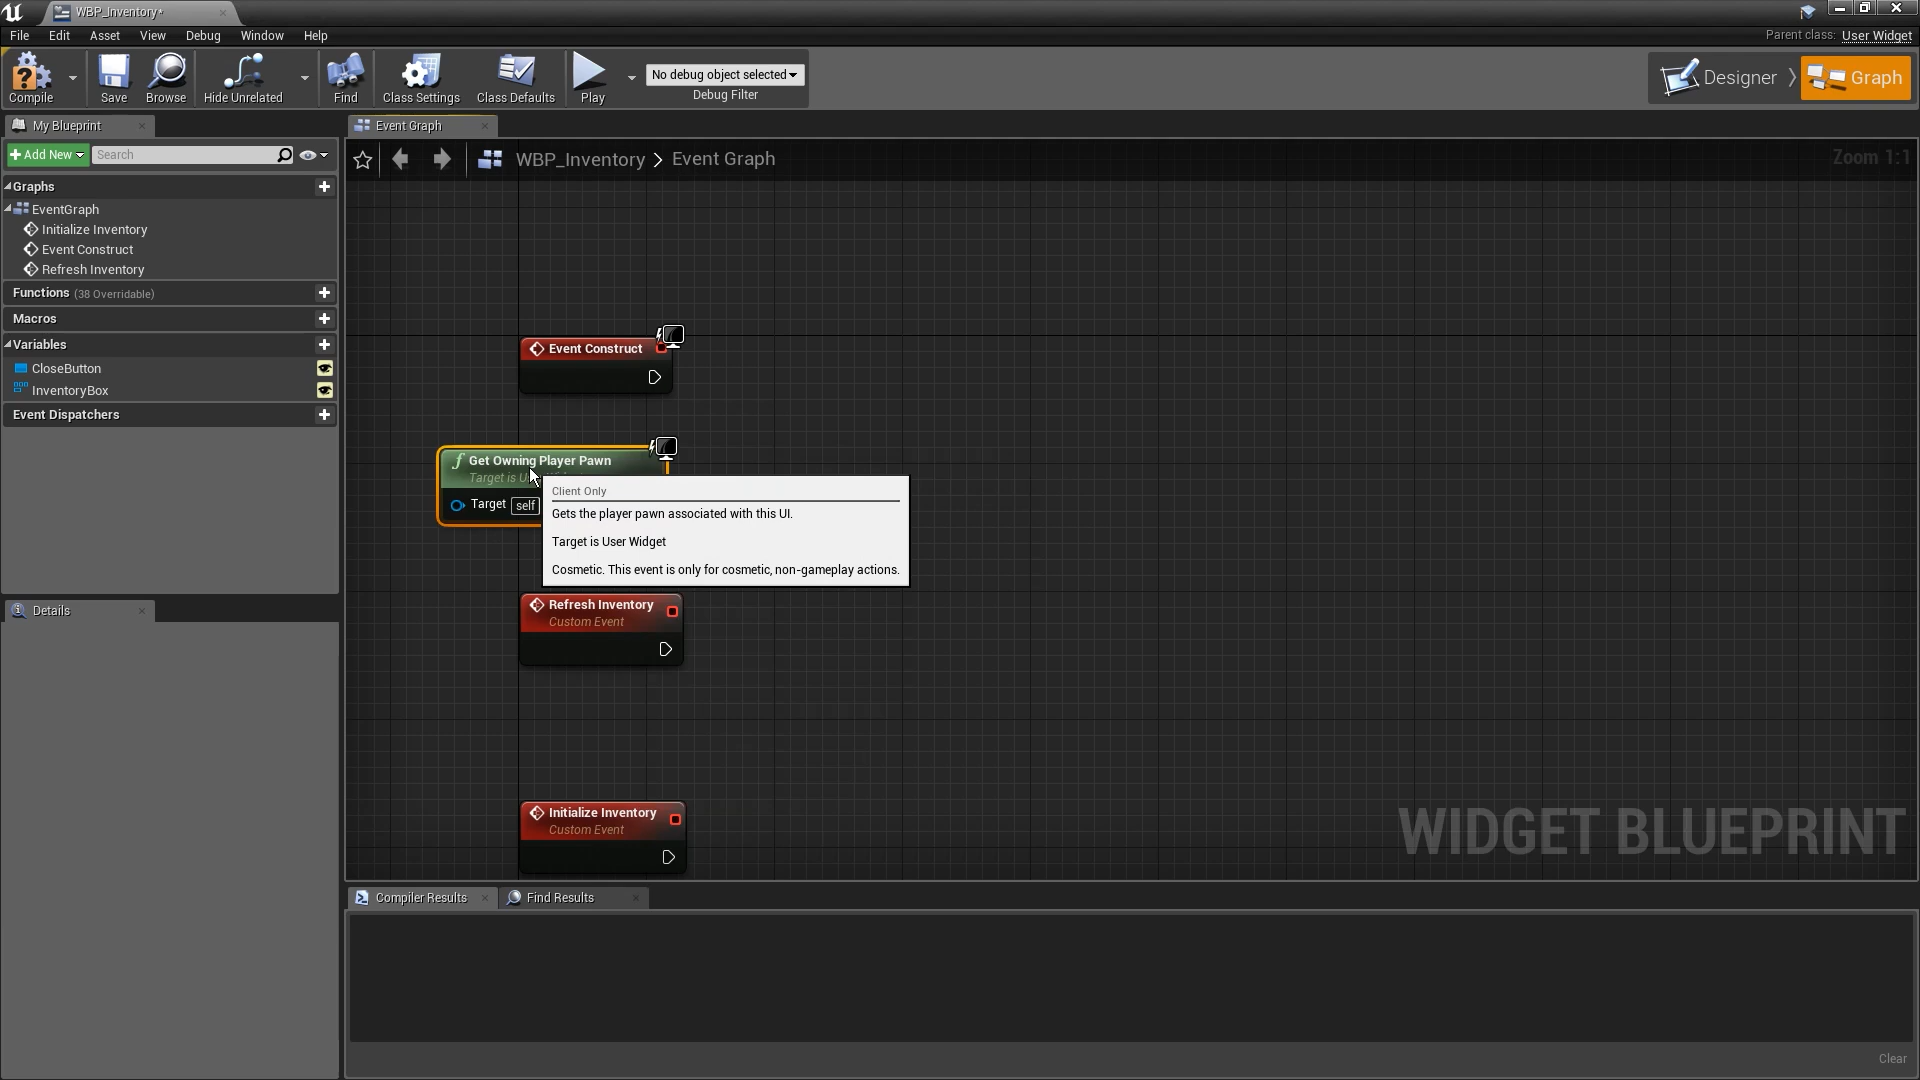 WBP_Inventory*
File Edit Asset View Debug Window Help
Parent class: User Widget
Compile
Save
Browse
Hide Unrelated
Find
Class Settings
Class Defaults
Play
No debug object selected
Debug Filter
Designer
Graph
My Blueprint
Add New
Search
Graphs
EventGraph
Initialize Inventory
Event Construct
Refresh Inventory
Functions (38 Overridable)
Macros
Variables
CloseButton
InventoryBox
Event Dispatchers
Details
Event Graph
WBP_Inventory > Event Graph
Zoom 1:1
Event Construct
Get Owning Player Pawn
Target is U
Target self
Client Only
Gets the player pawn associated with this UI.
Target is User Widget
Cosmetic. This event is only for cosmetic, non-gameplay actions.
Refresh Inventory
Custom Event
Initialize Inventory
Custom Event
WIDGET BLUEPRINT
Compiler Results
Find Results
Clear